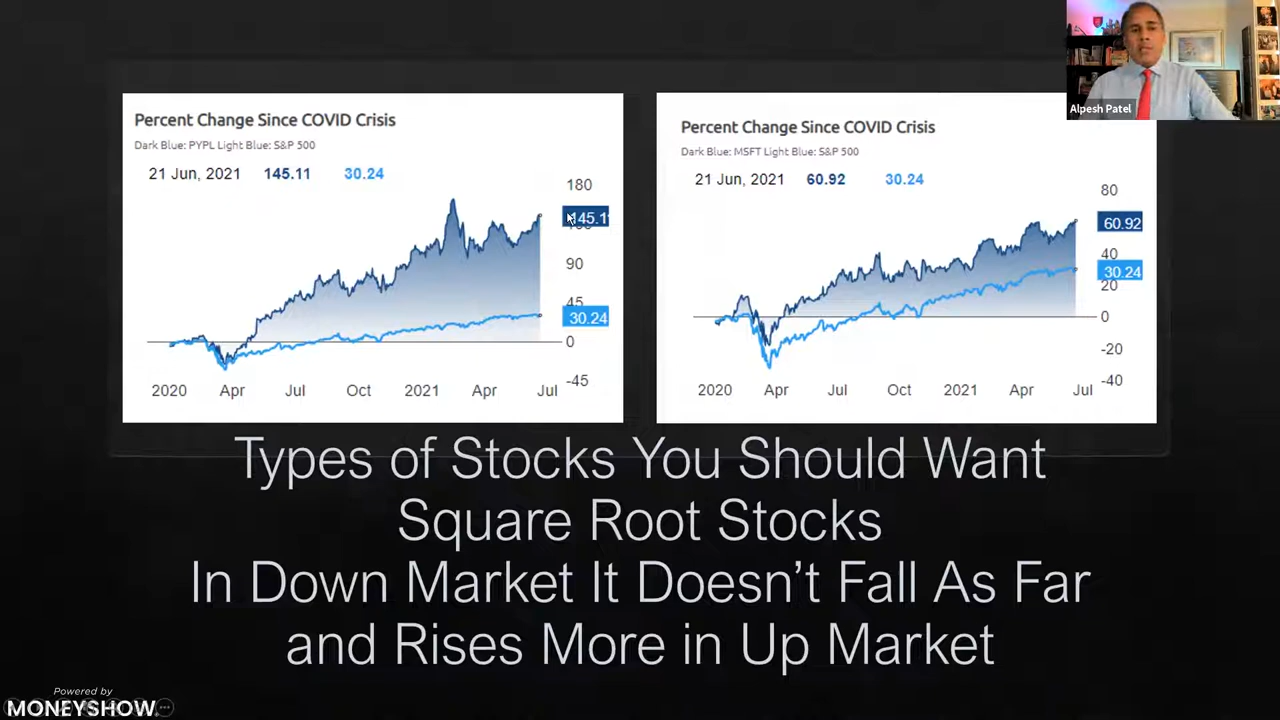 Alpesh Patel
Percent Change Since COVID Crisis
Dark Blue: PYPL Light Blue: S&P 500
21 Jun, 2021 145.11 30.24
180
145.1
90
45
30.24
0
-45
2020 Apr Jul Oct 2021 Apr Jul
Percent Change Since COVID Crisis
Dark Blue: MSFT Light Blue: S&P 500
21 Jun, 2021 60.92 30.24
80
60.92
40
30.24
20
0
-20
-40
2020 Apr Jul Oct 2021 Apr Jul
Types of Stocks You Should Want
Square Root Stocks
In Down Market It Doesn’t Fall As Far
and Rises More in Up Market
Powered by
MONEYSHOW.